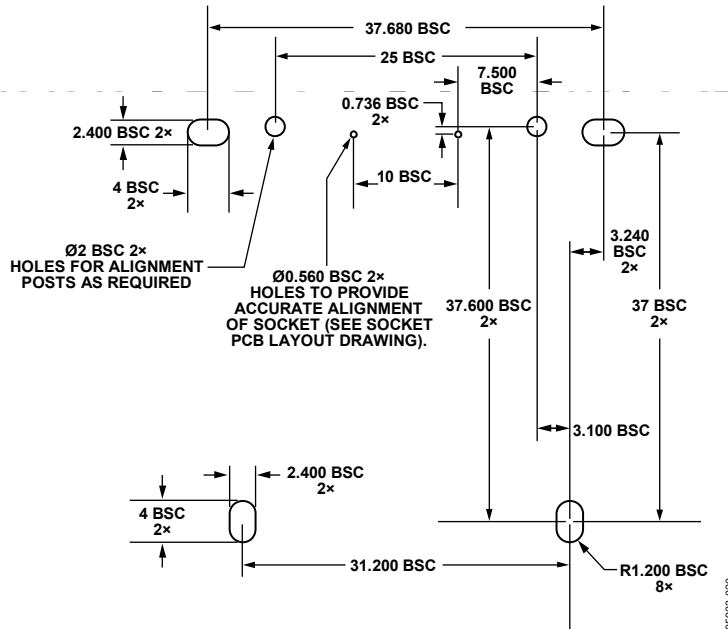 37.680 BSC
25 BSC
7.500
BSC
0.736 BSC
2×
2.400 BSC 2×
10 BSC
4 BSC
2×
3.240
BSC
2×
Ø2 BSC 2×
HOLES FOR ALIGNMENT
POSTS AS REQUIRED
Ø0.560 BSC 2×
HOLES TO PROVIDE
ACCURATE ALIGNMENT
OF SOCKET (SEE SOCKET
PCB LAYOUT DRAWING).
37.600 BSC
2×
37 BSC
2×
3.100 BSC
2.400 BSC
2×
4 BSC
2×
31.200 BSC
R1.200 BSC
8×